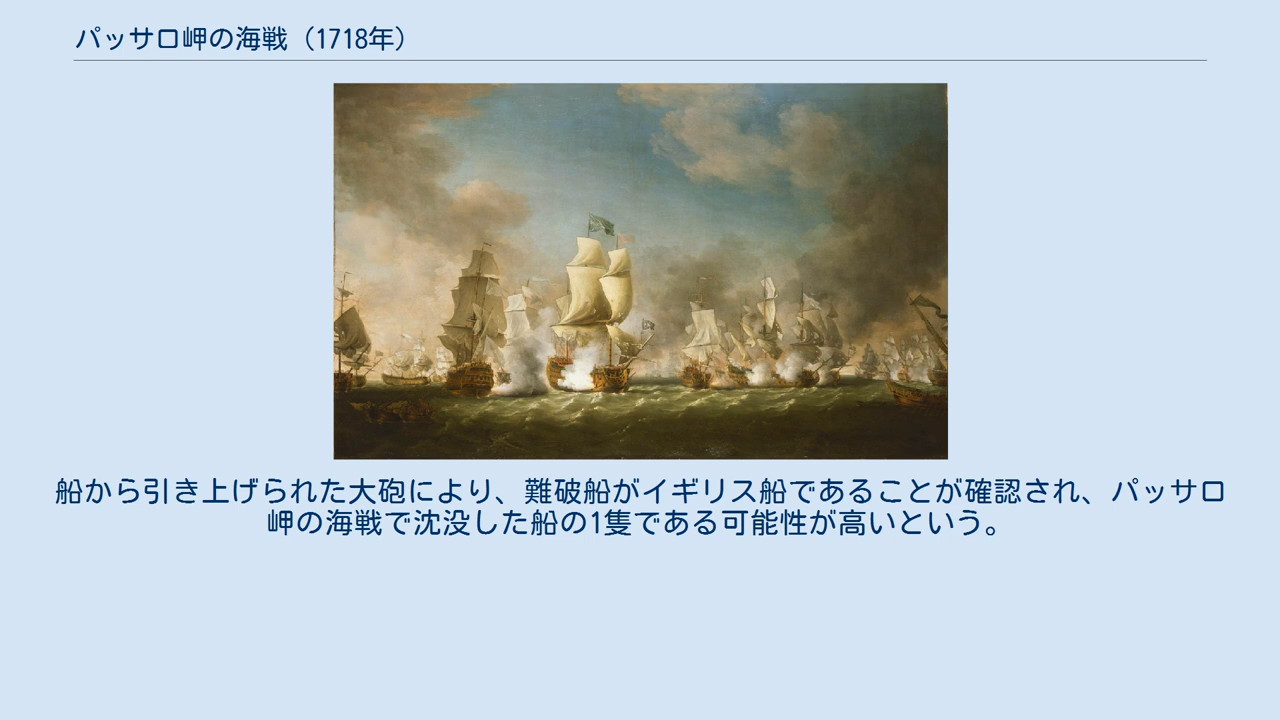 パッサロ岬の海戦（1718年）
船から引き上げられた大砲により、難破船がイギリス船であることが確認され、パッサロ
岬の海戦で沈没した船の1隻である可能性が高いという。